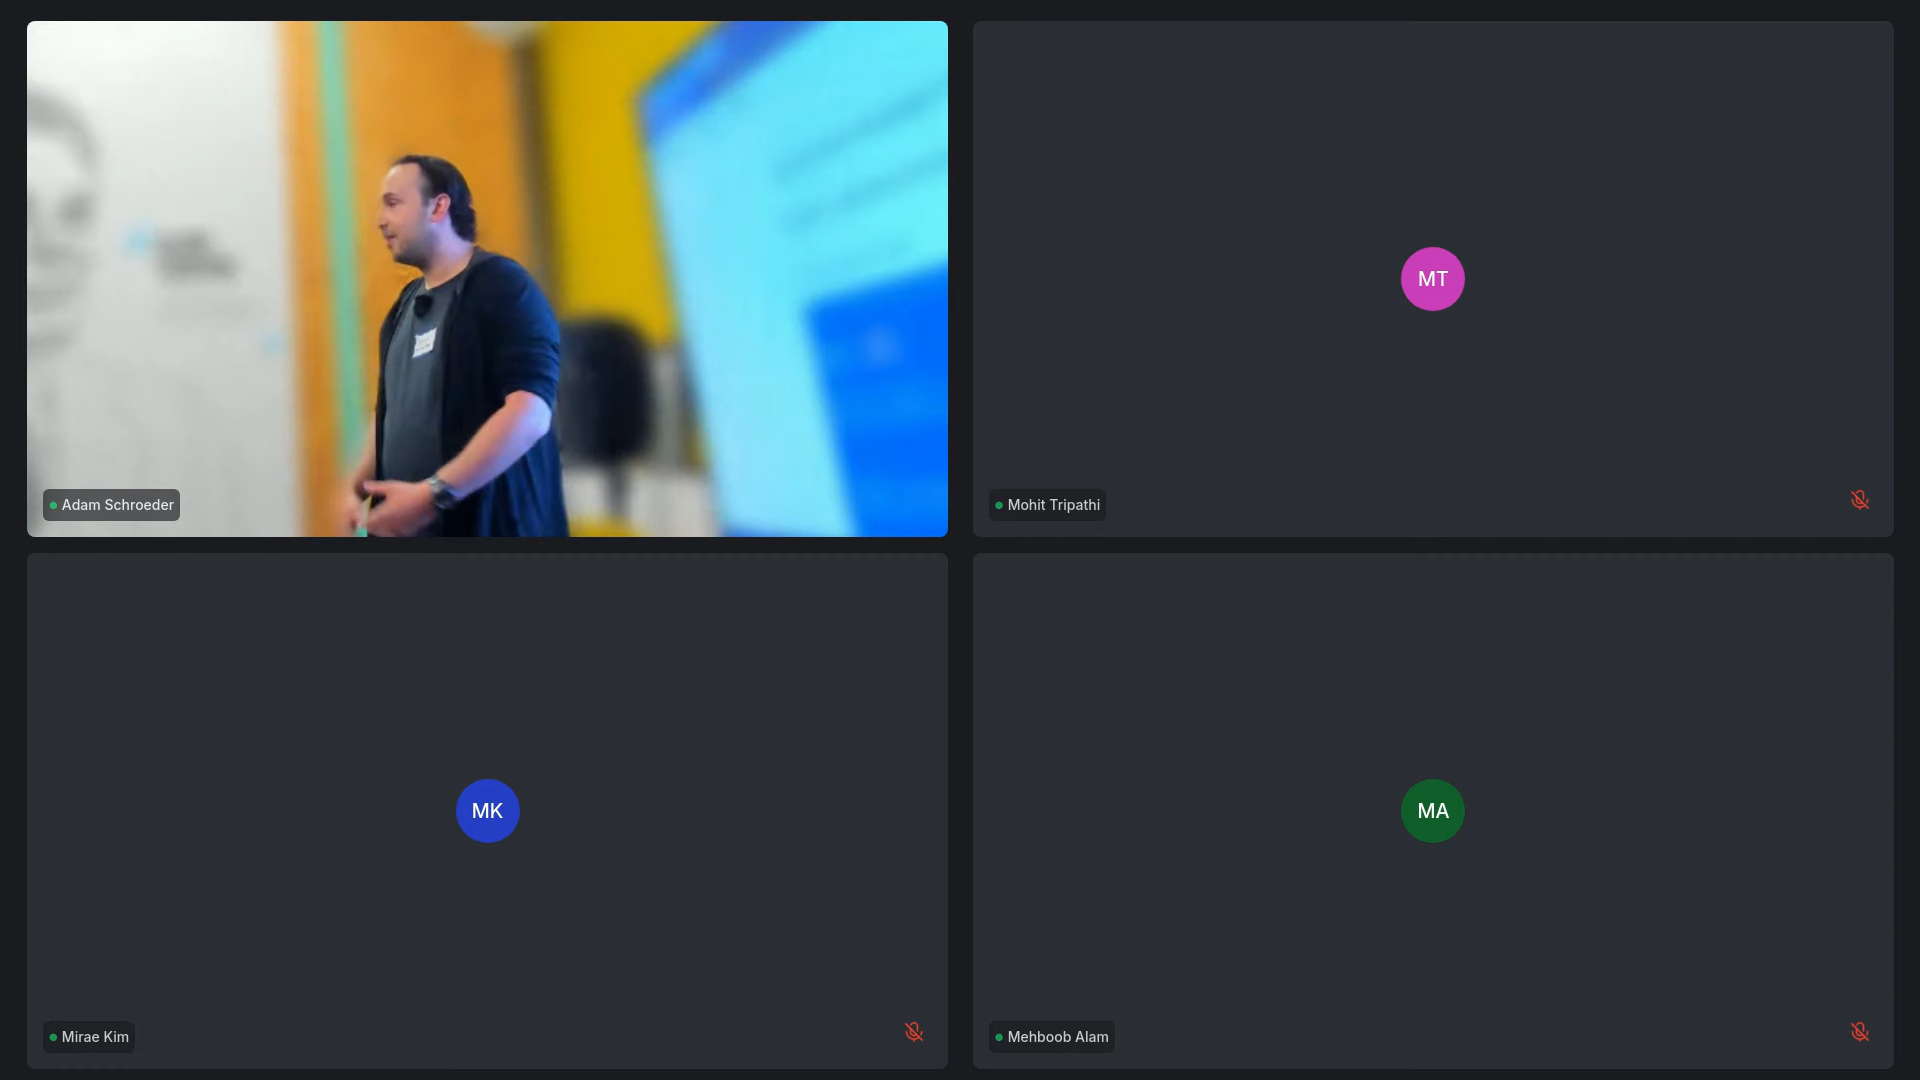 Adam Schroeder
MT
Mohit Tripathi
MK
Mirae Kim
MA
Mehboob Alam